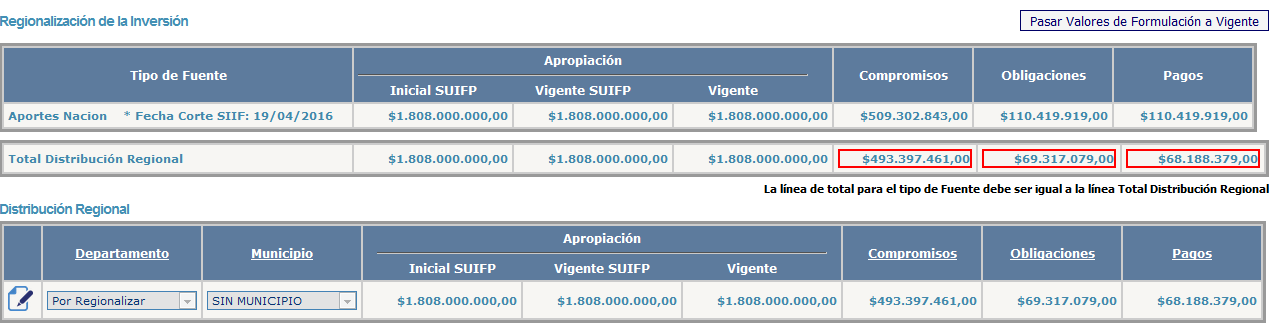 Regionalización de la Inversión
Pasar Valores de Formulación a Vigente
Tipo de Fuente Apropiación Compromisos Obligaciones Pagos
Inicial SUIFP Vigente SUIFP Vigente
Aportes Nacion * Fecha Corte SIIF: 19/04/2016 $1.808.000.000,00 $1.808.000.000,00 $1.808.000.000,00 $509.302.843,00 $110.419.919,00 $110.419.919,00
Total Distribución Regional $1.808.000.000,00 $1.808.000.000,00 $1.808.000.000,00 $493.397.461,00 $69.317.079,00 $68.188.379,00
La línea de total para el tipo de Fuente debe ser igual a la línea Total Distribución Regional
Distribución Regional
Departamento Municipio Apropiación Compromisos Obligaciones Pagos
Inicial SUIFP Vigente SUIFP Vigente
Por Regionalizar SIN MUNICIPIO $1.808.000.000,00 $1.808.000.000,00 $1.808.000.000,00 $493.397.461,00 $69.317.079,00 $68.188.379,00